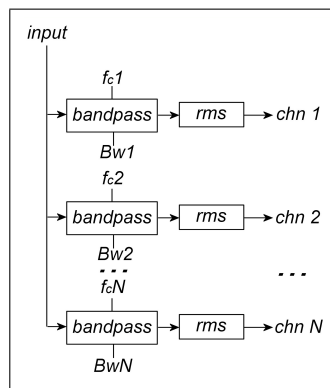 input
fc1
bandpass rms chn 1
Bw1
fc2
bandpass rms chn 2
Bw2
... ...
fcN
bandpass rms chn N
BwN